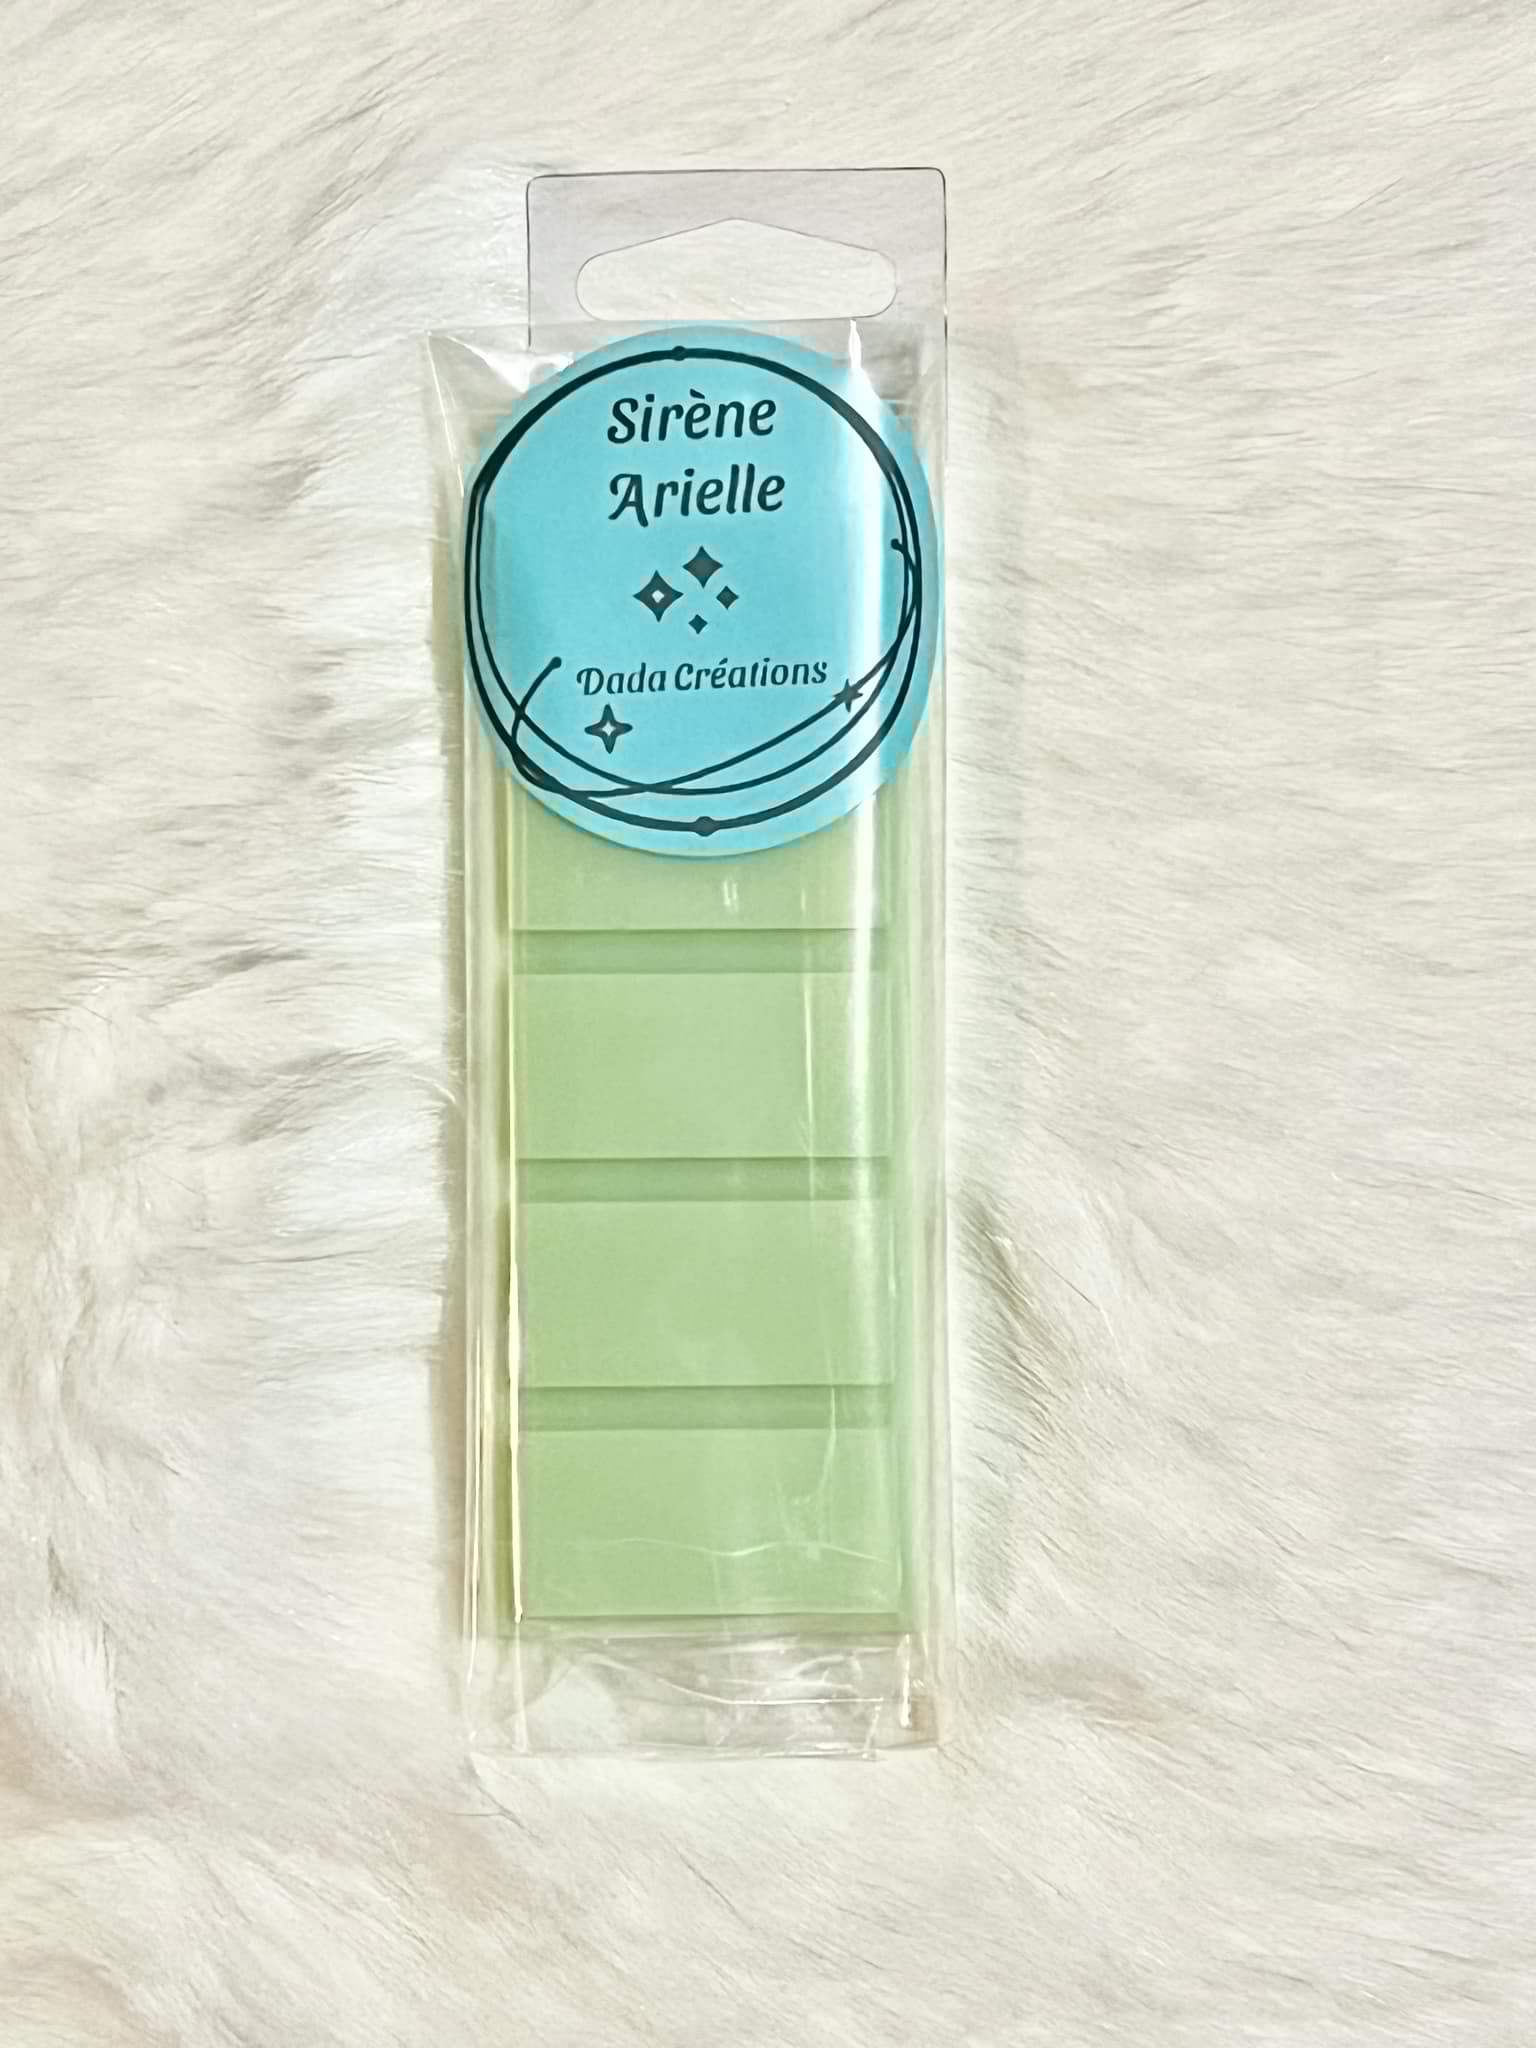 Sirène
Arielle
Dada Créations